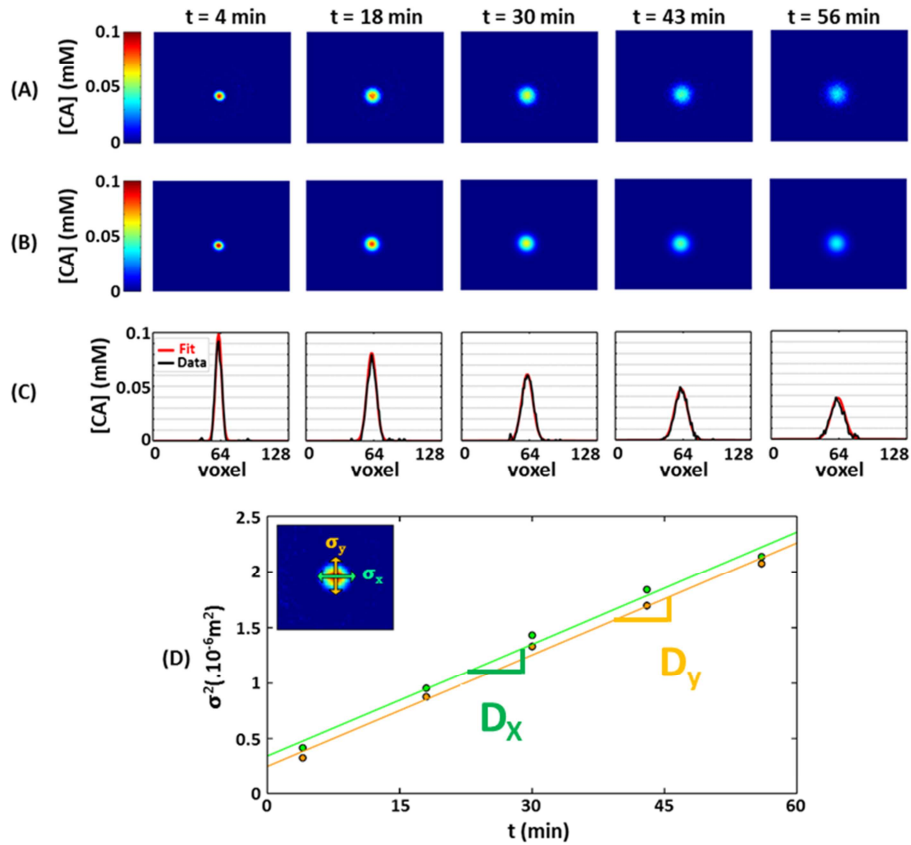 t = 4 min t = 18 min t = 30 min t = 43 min t = 56 min
(A)
[CA] (mM)
0.1
0.05
0
(B)
[CA] (mM)
0.1
0.05
0
(C)
[CA] (mM)
0.1
0.05
0
Fit
Data
0 64 128 0 64 128 0 64 128 0 64 128 0 64 128
voxel voxel voxel voxel voxel
(D)
σ²(.10⁻⁶m²)
2.5
2
1.5
1
0.5
0
σy
σx
Dx
Dy
0 15 30 45 60
t (min)